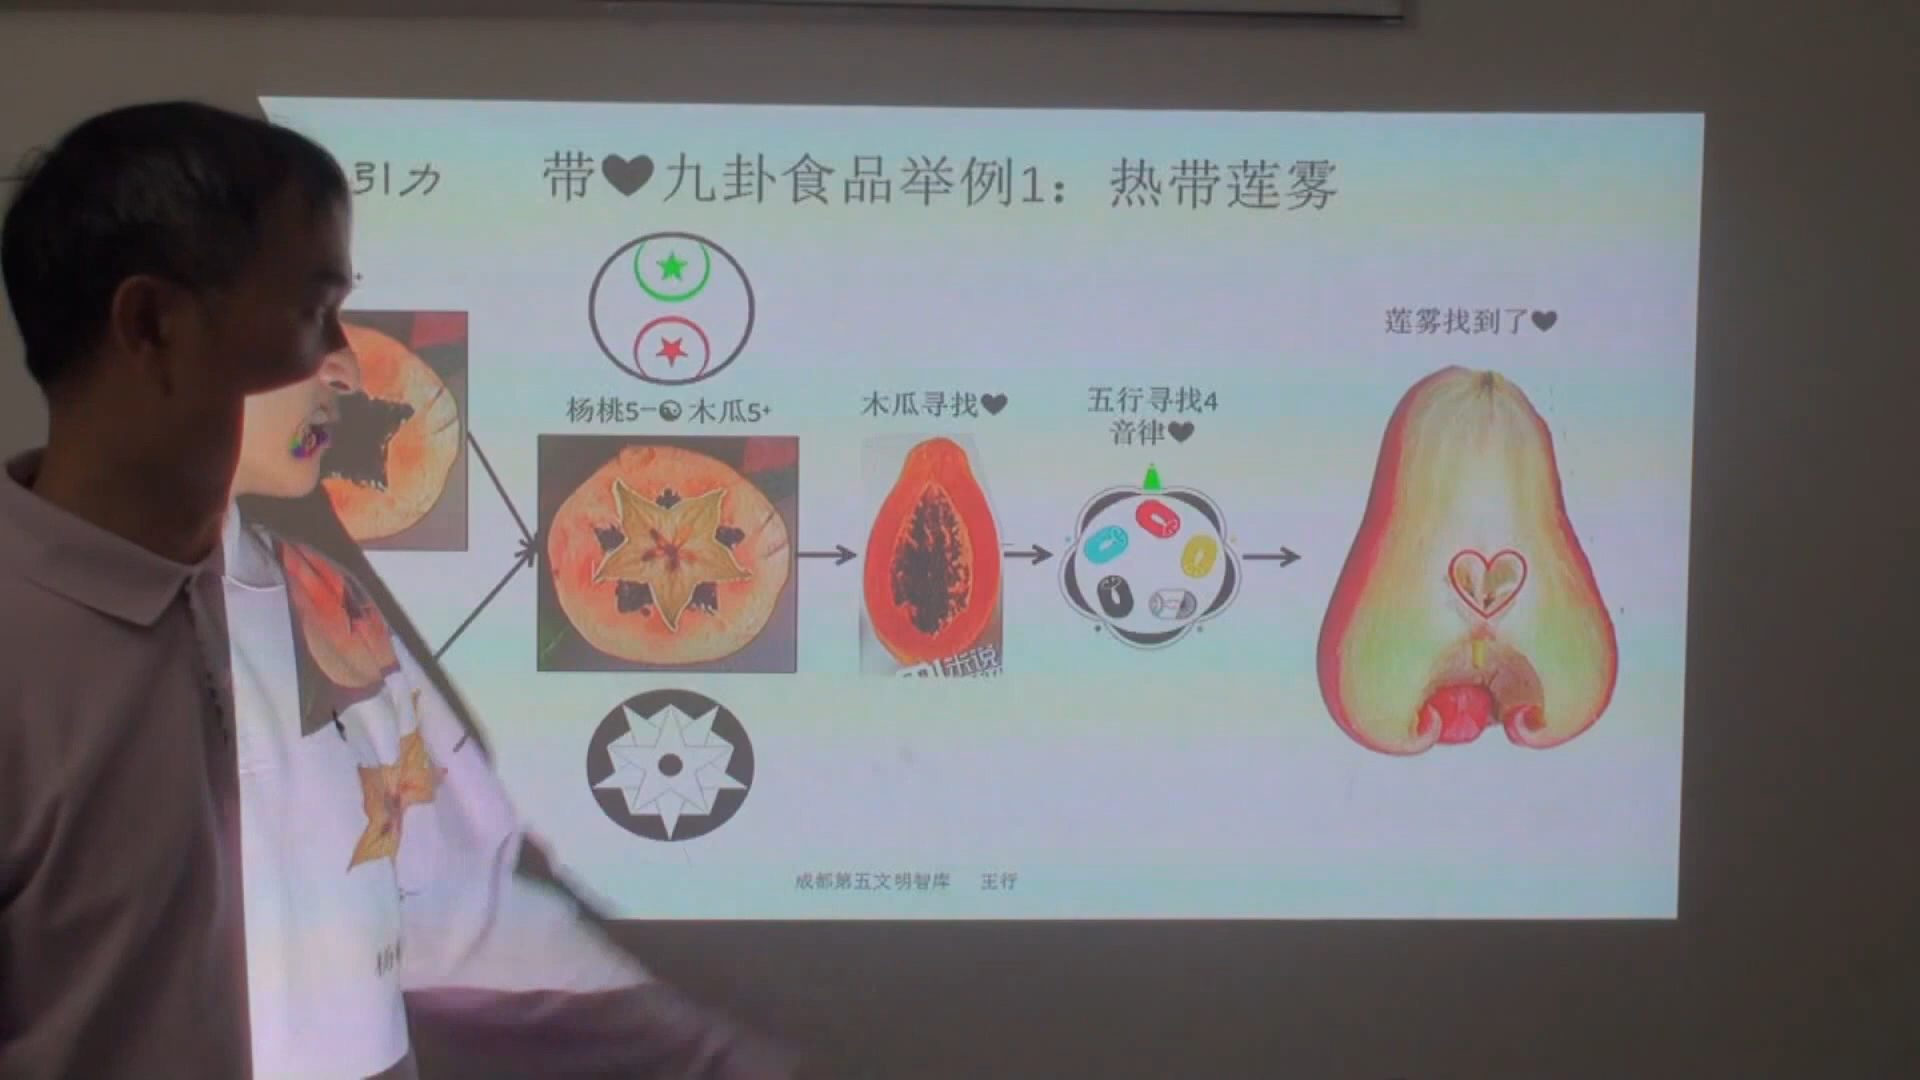 引力
带♥九卦食品举例1：热带莲雾
莲雾找到了♥
杨桃5-☯木瓜5+
木瓜寻找♥
五行寻找4
音律♥
成都第五文明智库 王行